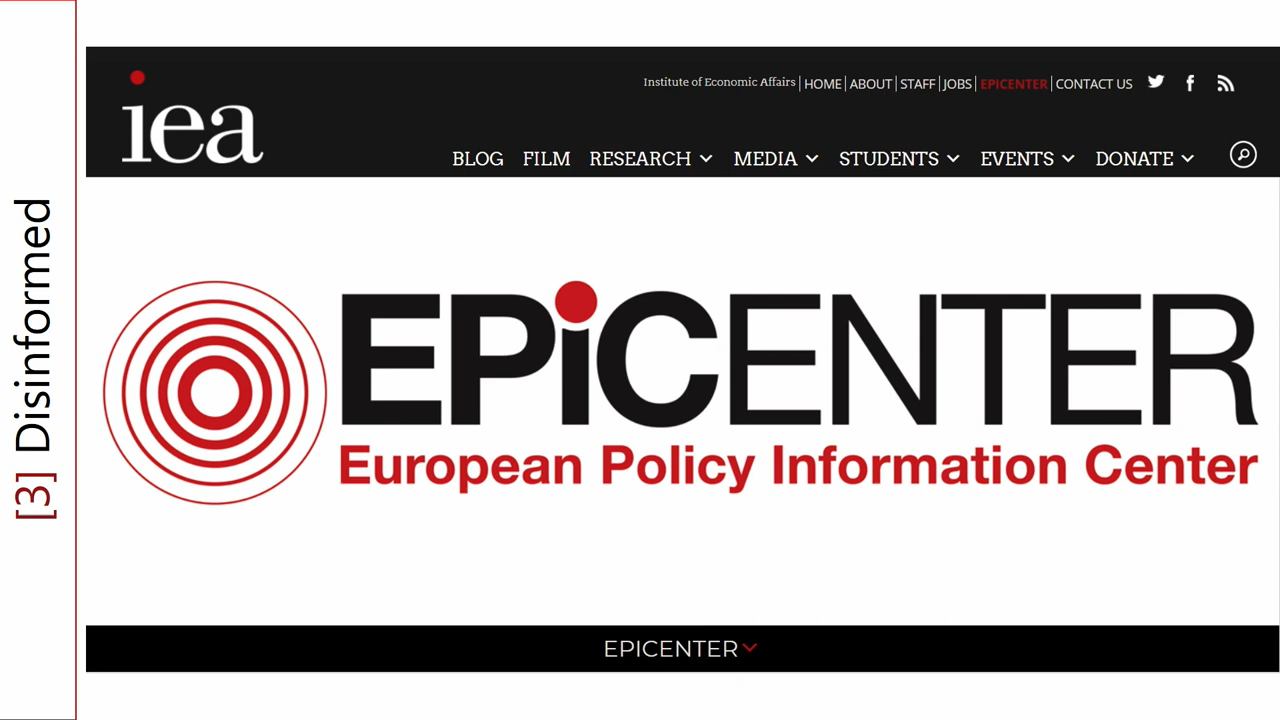 [3] Disinformed
iea
Institute of Economic Affairs HOME ABOUT STAFF JOBS EPICENTER CONTACT US
BLOG FILM RESEARCH MEDIA STUDENTS EVENTS DONATE
EPiCENTER
European Policy Information Center
EPICENTER